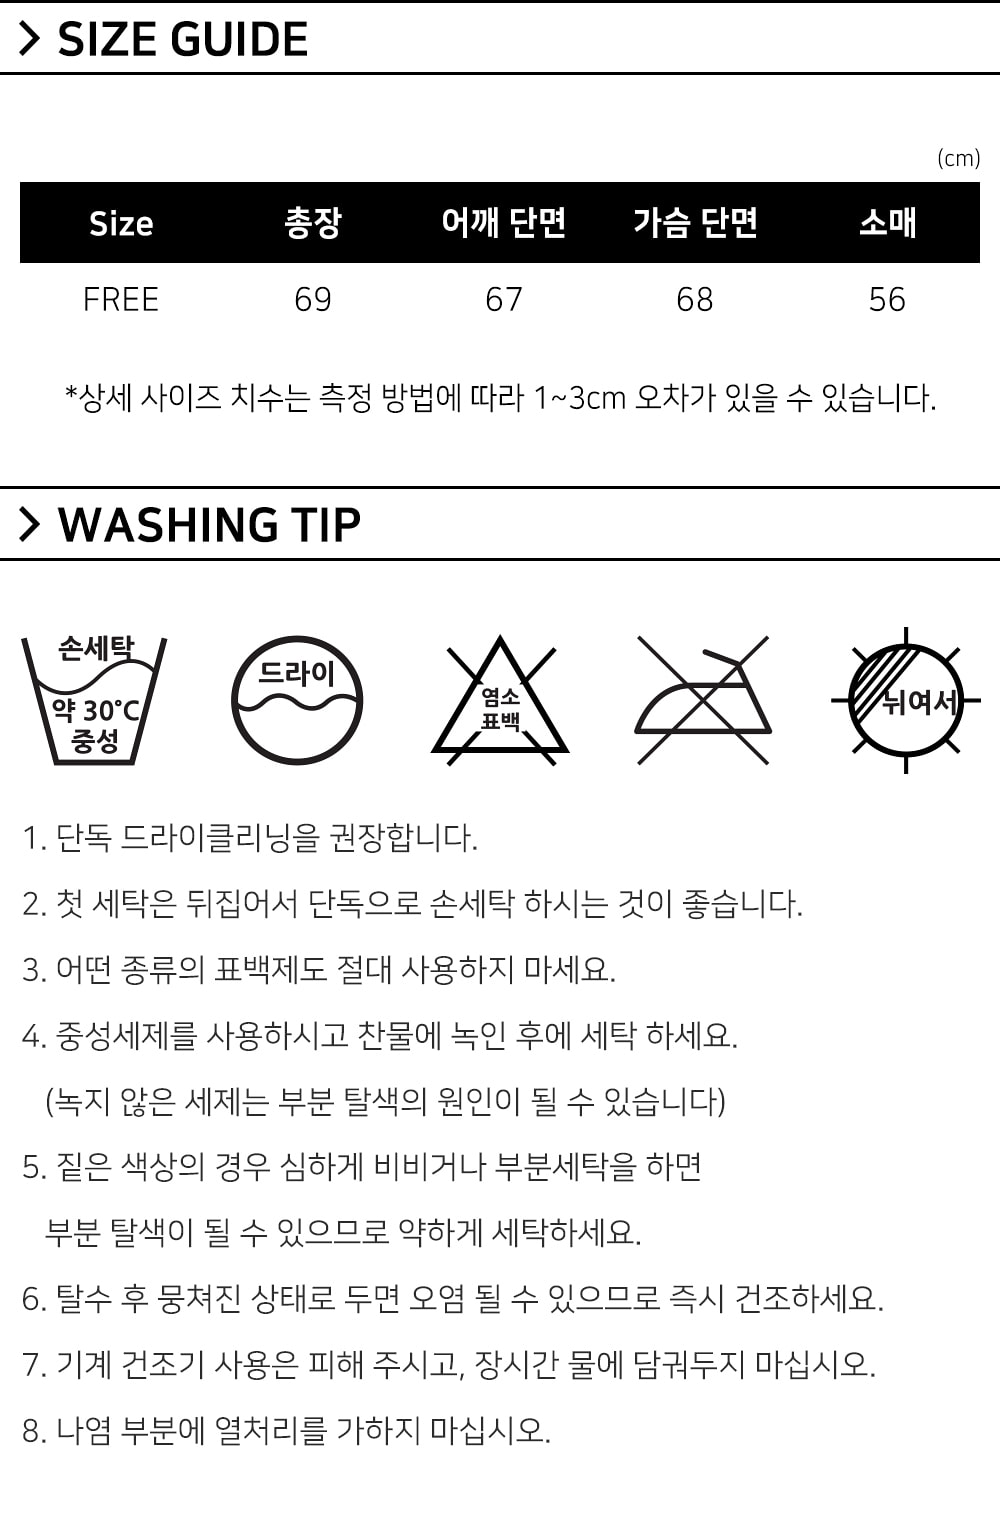 SIZE GUIDE
(cm)
Size 총장 어깨 단면 가슴 단면 소매
FREE 69 67 68 56
*상세 사이즈 치수는 측정 방법에 따라 1~3cm 오차가 있을 수 있습니다.
WASHING TIP
손세탁
약 30°C
중성
드라이
염소
표백
뉘여서
1. 단독 드라이클리닝을 권장합니다.
2. 첫 세탁은 뒤집어서 단독으로 손세탁 하시는 것이 좋습니다.
3. 어떤 종류의 표백제도 절대 사용하지 마세요.
4. 중성세제를 사용하시고 찬물에 녹인 후에 세탁 하세요.
(녹지 않은 세제는 부분 탈색의 원인이 될 수 있습니다)
5. 짙은 색상의 경우 심하게 비비거나 부분세탁을 하면
부분 탈색이 될 수 있으므로 약하게 세탁하세요.
6. 탈수 후 뭉쳐진 상태로 두면 오염 될 수 있으므로 즉시 건조하세요.
7. 기계 건조기 사용은 피해 주시고, 장시간 물에 담궈두지 마십시오.
8. 나염 부분에 열처리를 가하지 마십시오.